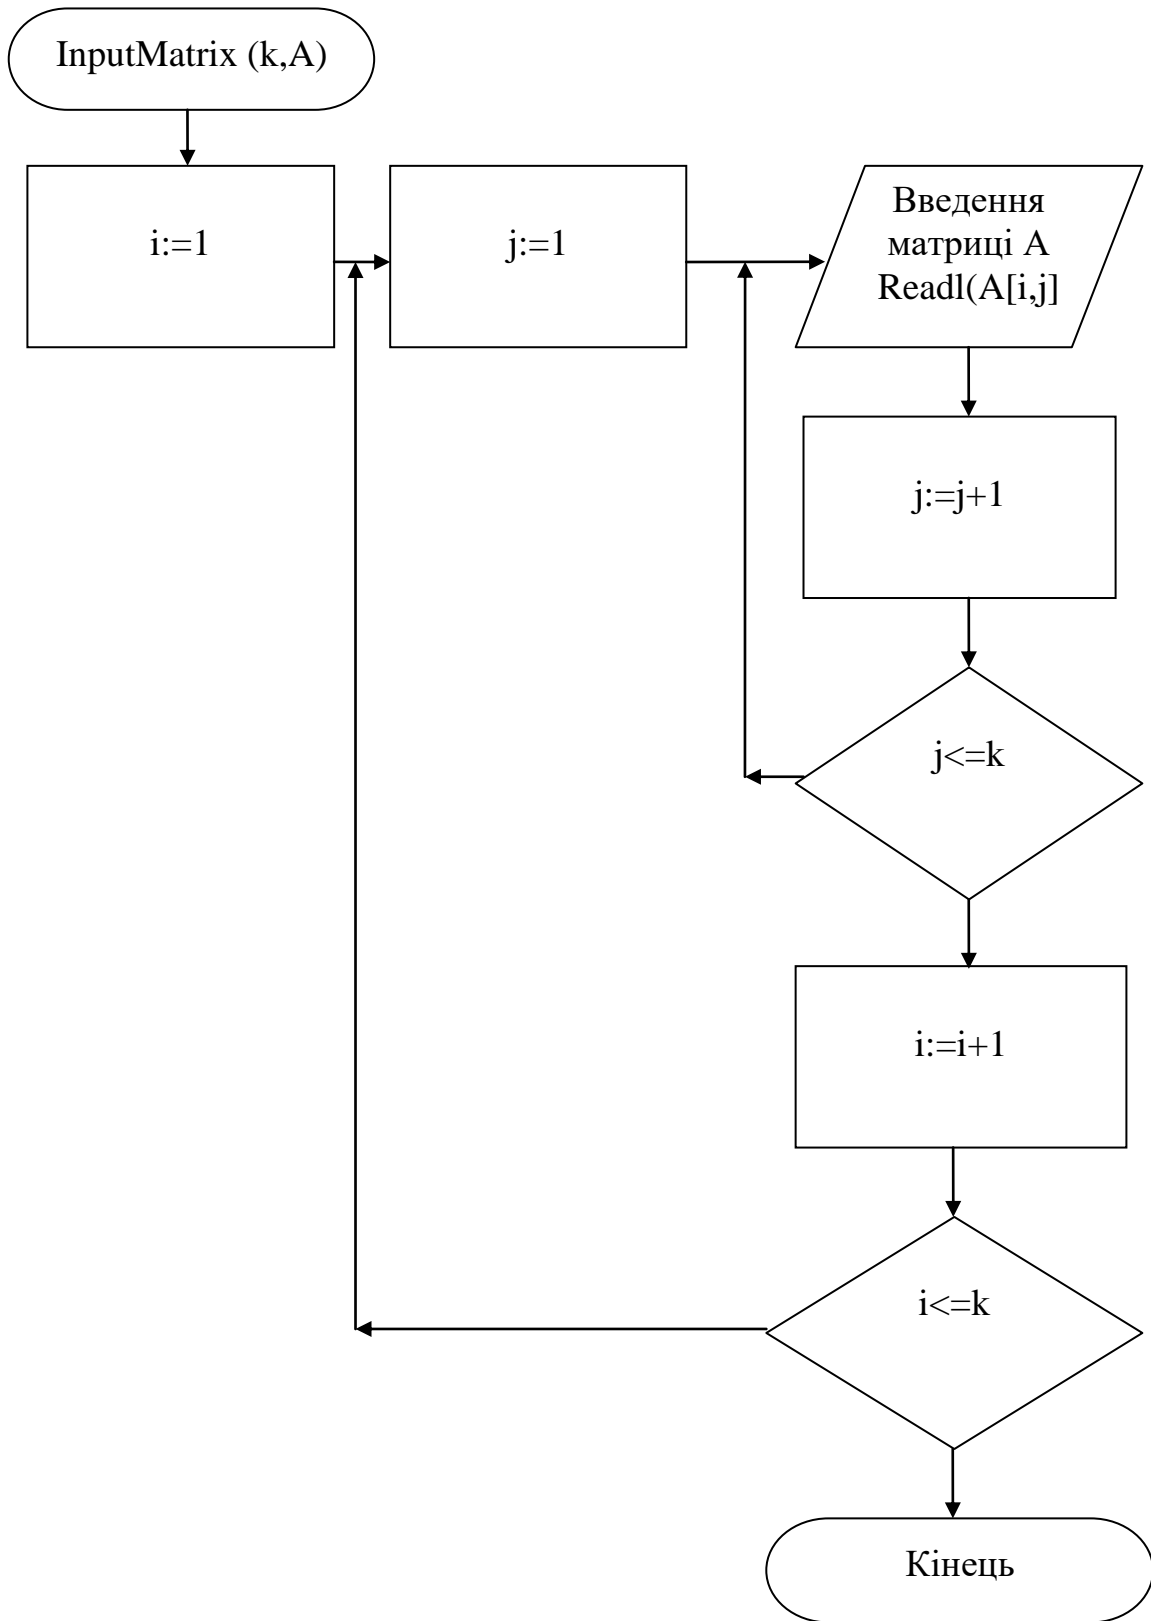 InputMatrix (k,A)
i:=1
j:=1
Введення
матриці А
Readl(A[i,j]
j:=j+1
j<=k
i:=i+1
i<=k
Кінець